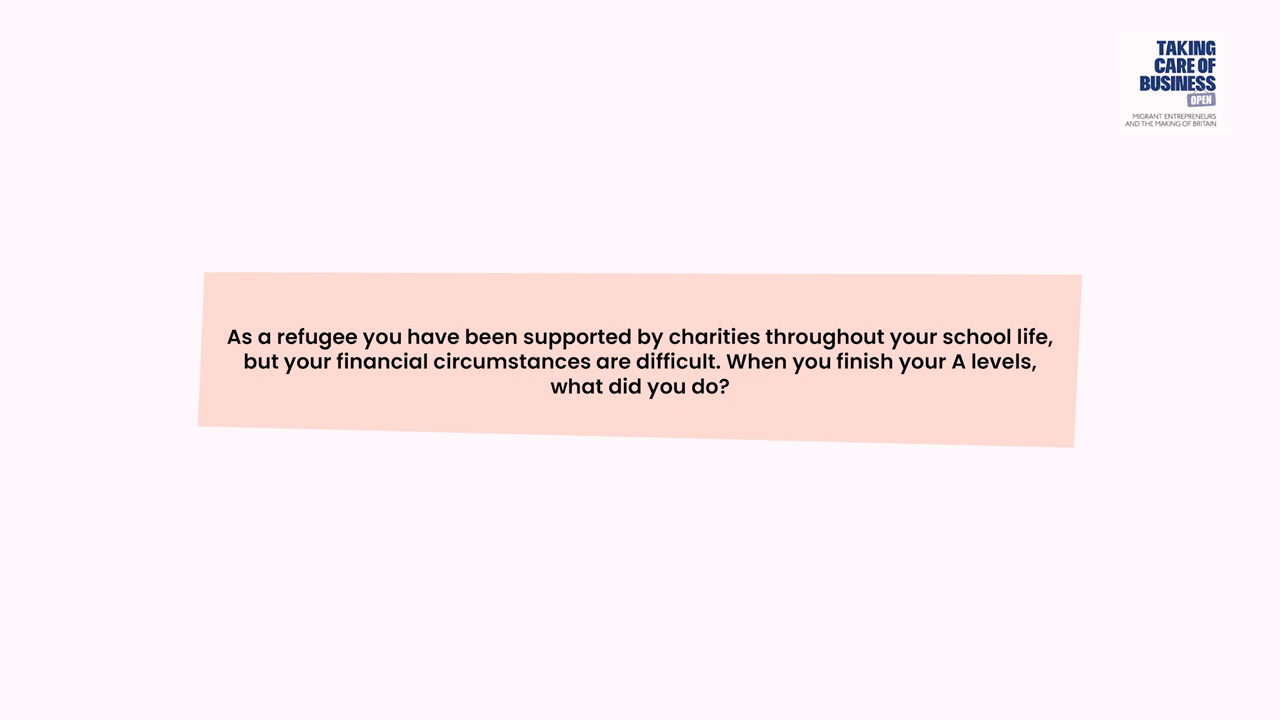 TAKING
CARE OF
BUSINESS
OPEN
MIGRANT ENTREPRENEURS
AND THE MAKING OF BRITAIN
As a refugee you have been supported by charities throughout your school life,
but your financial circumstances are difficult. When you finish your A levels,
what did you do?